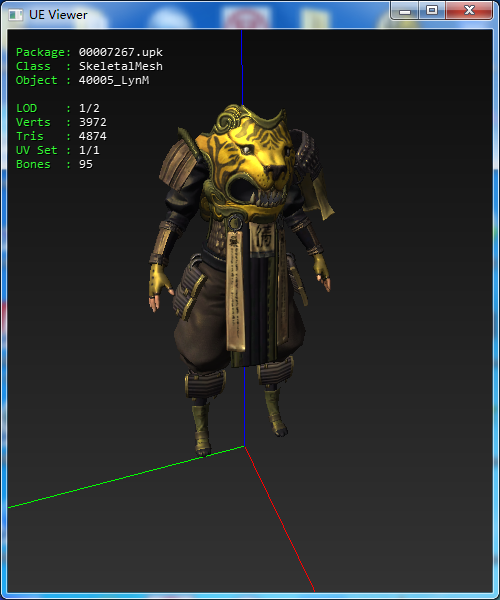 UE Viewer
Package: 00007267.upk
Class : SkeletalMesh
Object : 40005_LynM
LOD : 1/2
Verts : 3972
Tris : 4874
UV Set : 1/1
Bones : 95